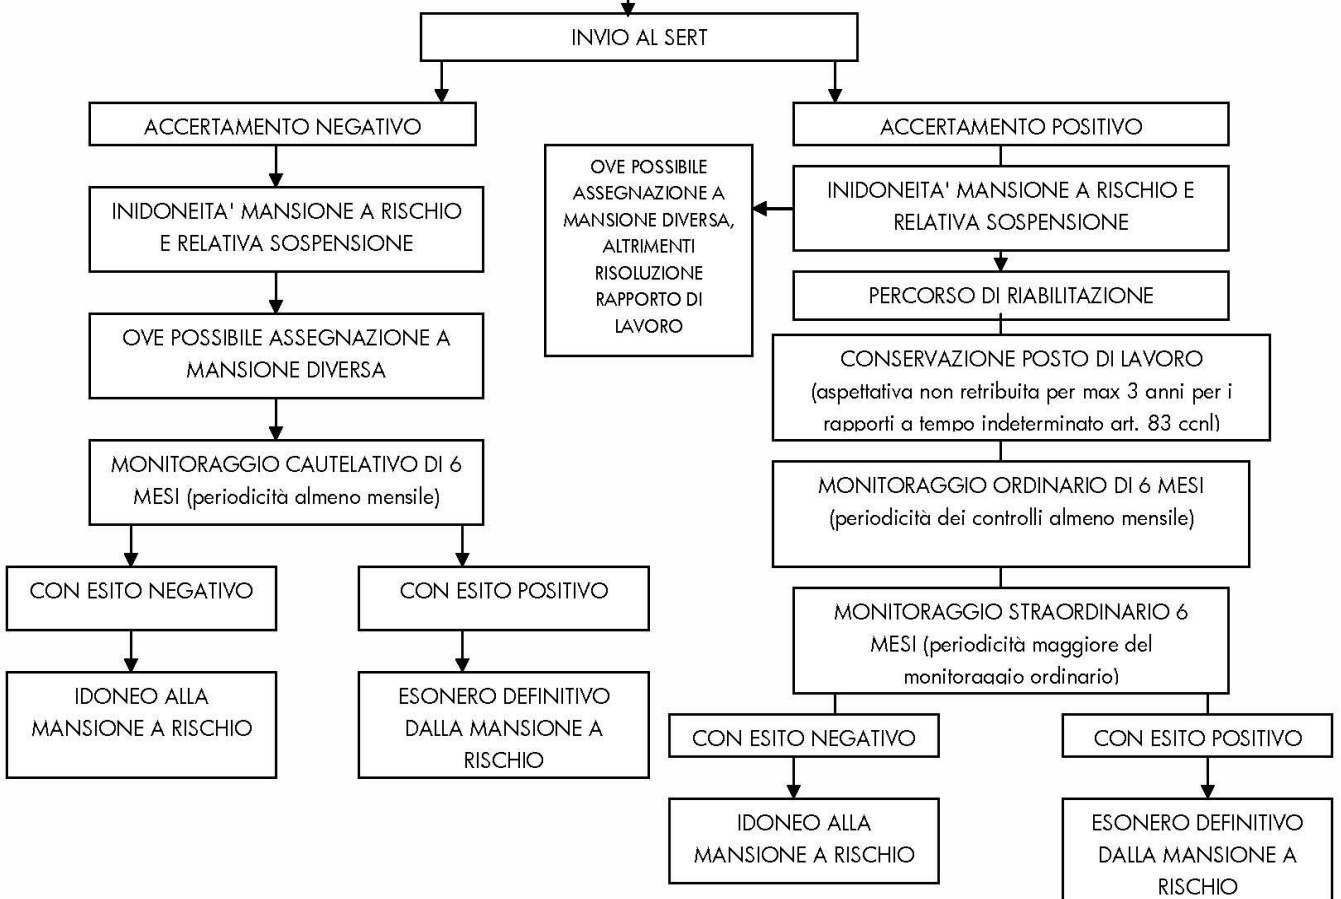 INVIO AL SERT
ACCERTAMENTO NEGATIVO
INIDONEITA' MANSIONE A RISCHIO
E RELATIVA SOSPENSIONE
OVE POSSIBILE ASSEGNAZIONE A
MANSIONE DIVERSA
MONITORAGGIO CAUTELATIVO DI 6
MESI (periodicità almeno mensile)
CON ESITO NEGATIVO
IDONEO ALLA
MANSIONE A RISCHIO
CON ESITO POSITIVO
ESONERO DEFINITIVO
DALLA MANSIONE A
RISCHIO
ACCERTAMENTO POSITIVO
INIDONEITA' MANSIONE A RISCHIO E
RELATIVA SOSPENSIONE
OVE POSSIBILE
ASSEGNAZIONE A
MANSIONE DIVERSA,
ALTRIMENTI
RISOLUZIONE
RAPPORTO DI
LAVORO
PERCORSO DI RIABILITAZIONE
CONSERVAZIONE POSTO DI LAVORO
(aspettativa non retribuita per max 3 anni per i
rapporti a tempo indeterminato art. 83 ccnl)
MONITORAGGIO ORDINARIO DI 6 MESI
(periodicità dei controlli almeno mensile)
MONITORAGGIO STRAORDINARIO 6
MESI (periodicità maggiore del
monitoraggio ordinario)
CON ESITO NEGATIVO
IDONEO ALLA
MANSIONE A RISCHIO
CON ESITO POSITIVO
ESONERO DEFINITIVO
DALLA MANSIONE A
RISCHIO